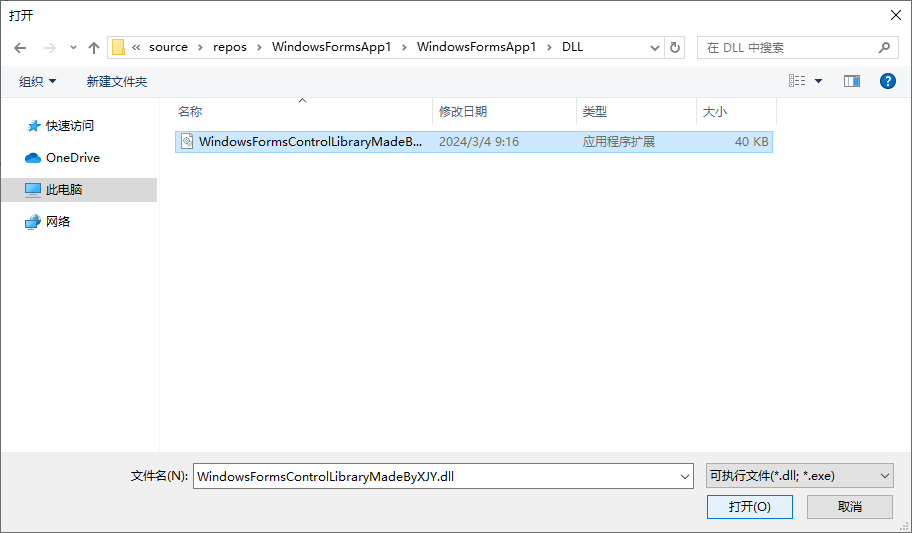 打开
« source › repos › WindowsFormsApp1 › WindowsFormsApp1 › DLL
在 DLL 中搜索
组织 新建文件夹
名称 修改日期 类型 大小
快速访问
WindowsFormsControlLibraryMadeB... 2024/3/4 9:16 应用程序扩展 40 KB
OneDrive
此电脑
网络
文件名(N): WindowsFormsControlLibraryMadeByXJY.dll 可执行文件(*.dll; *.exe)
打开(O) 取消